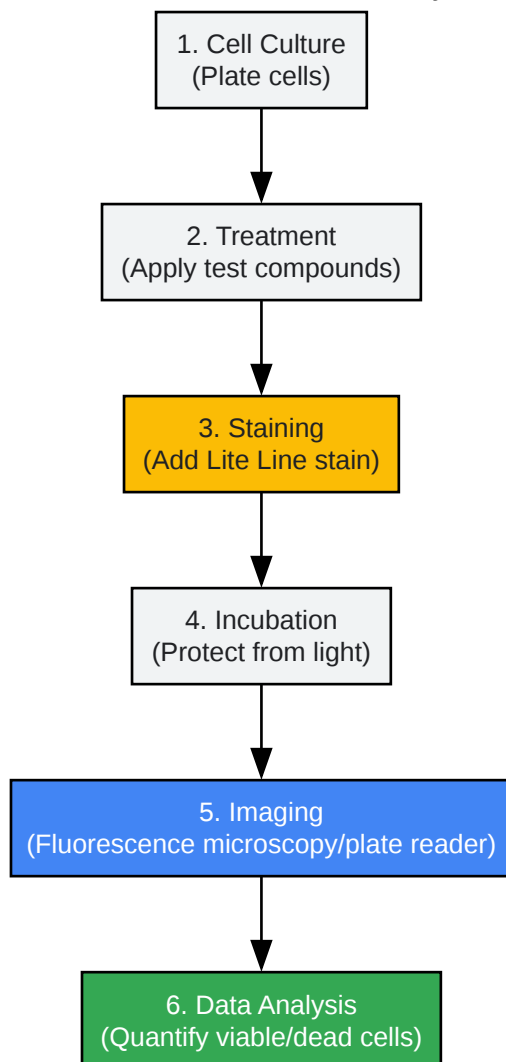 1. Cell Culture
(Plate cells)
2. Treatment
(Apply test compounds)
3. Staining
(Add Lite Line stain)
4. Incubation
(Protect from light)
5. Imaging
(Fluorescence microscopy/plate reader)
6. Data Analysis
(Quantify viable/dead cells)